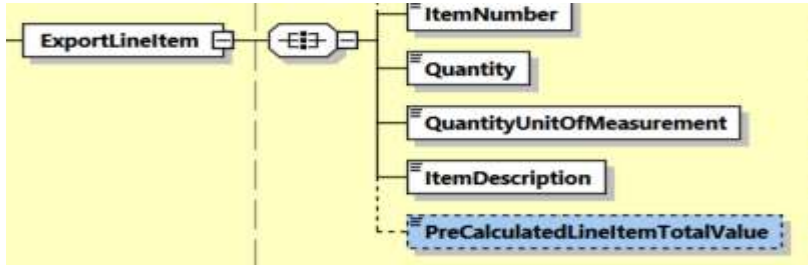 ItemNumber
ExportLineItem
Quantity
QuantityUnitOfMeasurement
ItemDescription
PreCalculatedLineItemTotalValue